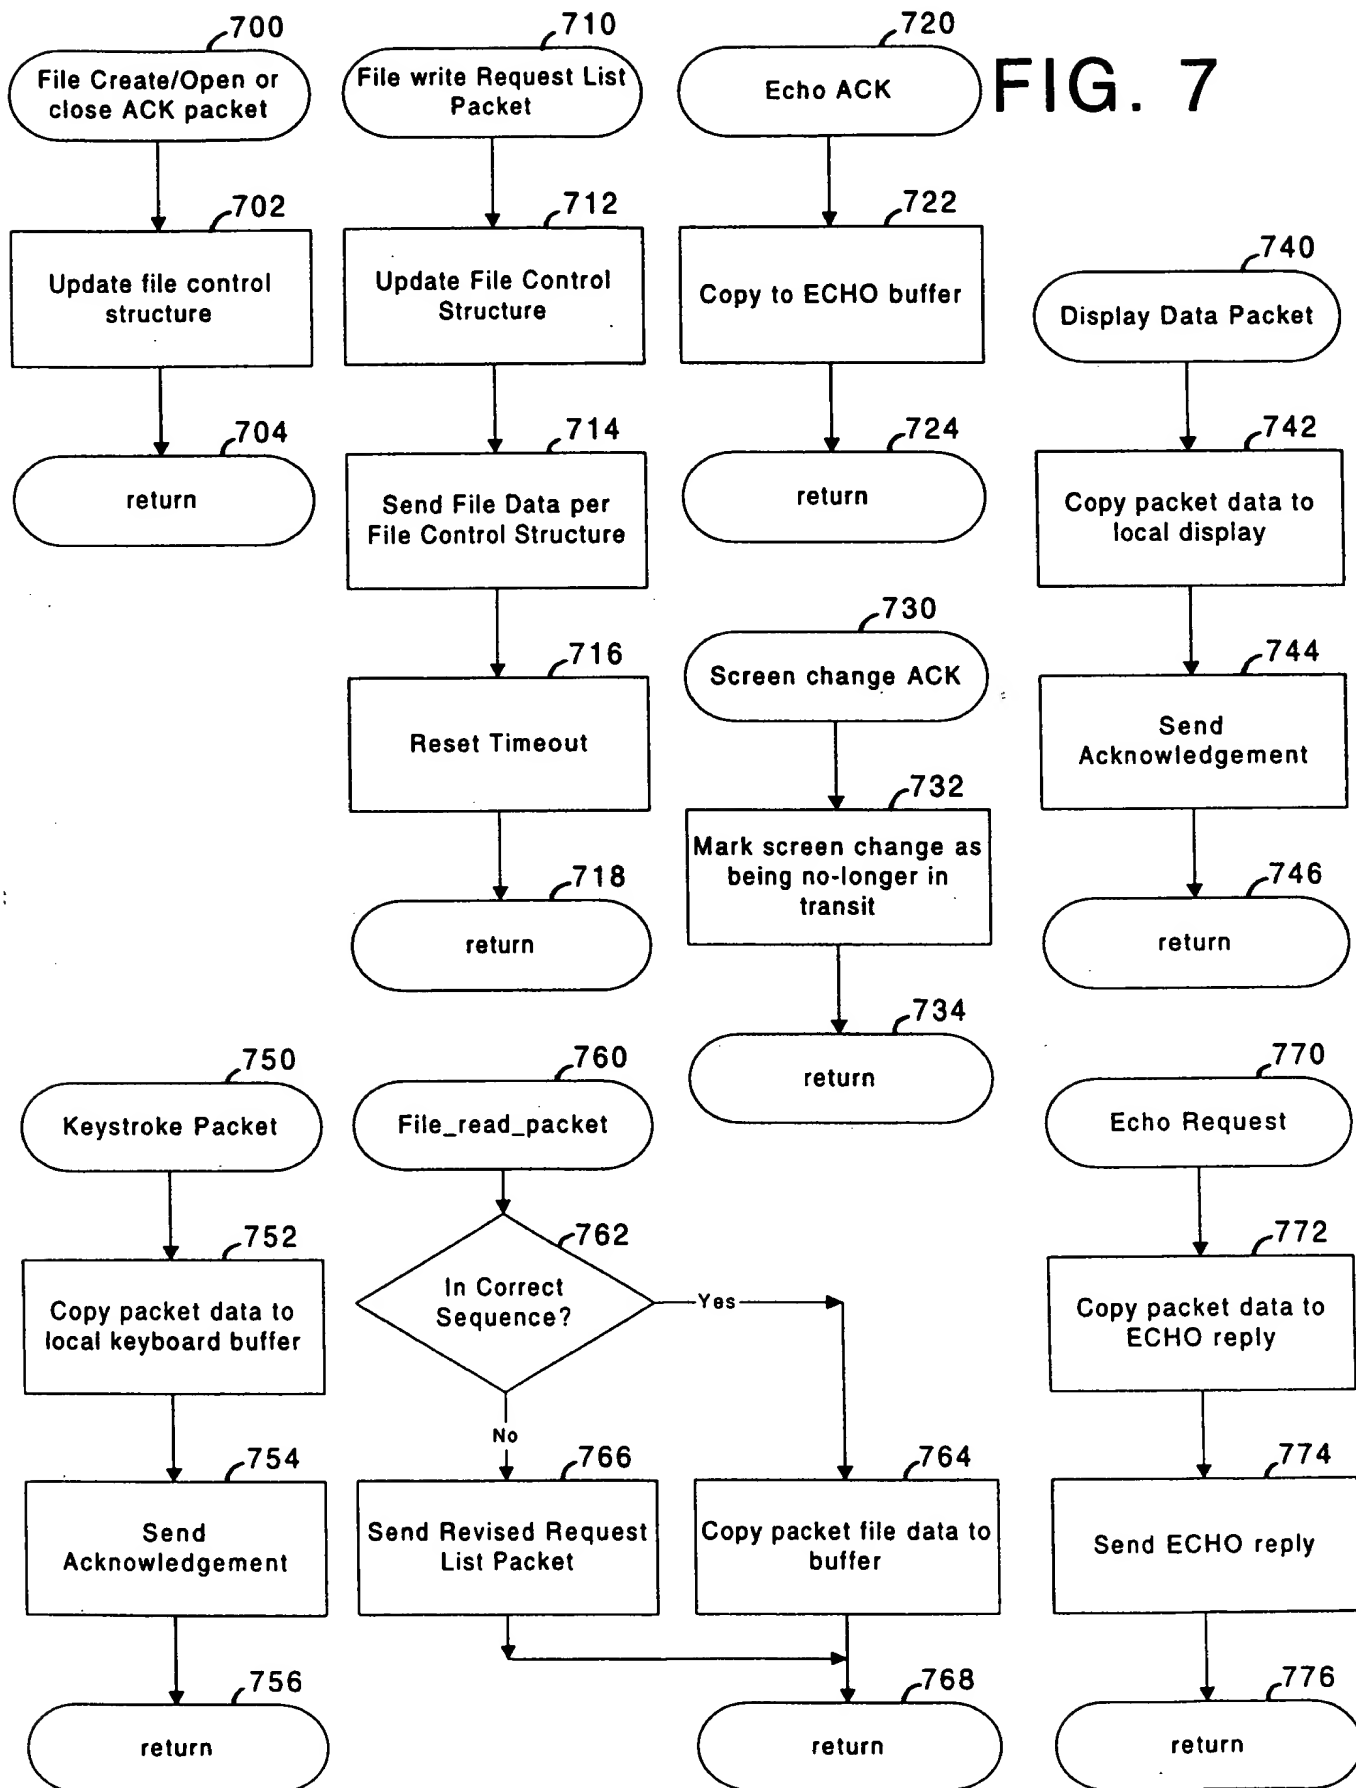 FIG. 7
700
File Create/Open or
close ACK packet
702
Update file control
structure
704
return
710
File write Request List
Packet
712
Update File Control
Structure
714
Send File Data per
File Control Structure
716
Reset Timeout
718
return
720
Echo ACK
722
Copy to ECHO buffer
724
return
730
Screen change ACK
732
Mark screen change as
being no-longer in
transit
734
return
740
Display Data Packet
742
Copy packet data to
local display
744
Send
Acknowledgement
746
return
750
Keystroke Packet
752
Copy packet data to
local keyboard buffer
754
Send
Acknowledgement
756
return
760
File_read_packet
762
In Correct
Sequence?
Yes
No
766
Send Revised Request
List Packet
764
Copy packet file data to
buffer
768
return
770
Echo Request
772
Copy packet data to
ECHO reply
774
Send ECHO reply
776
return